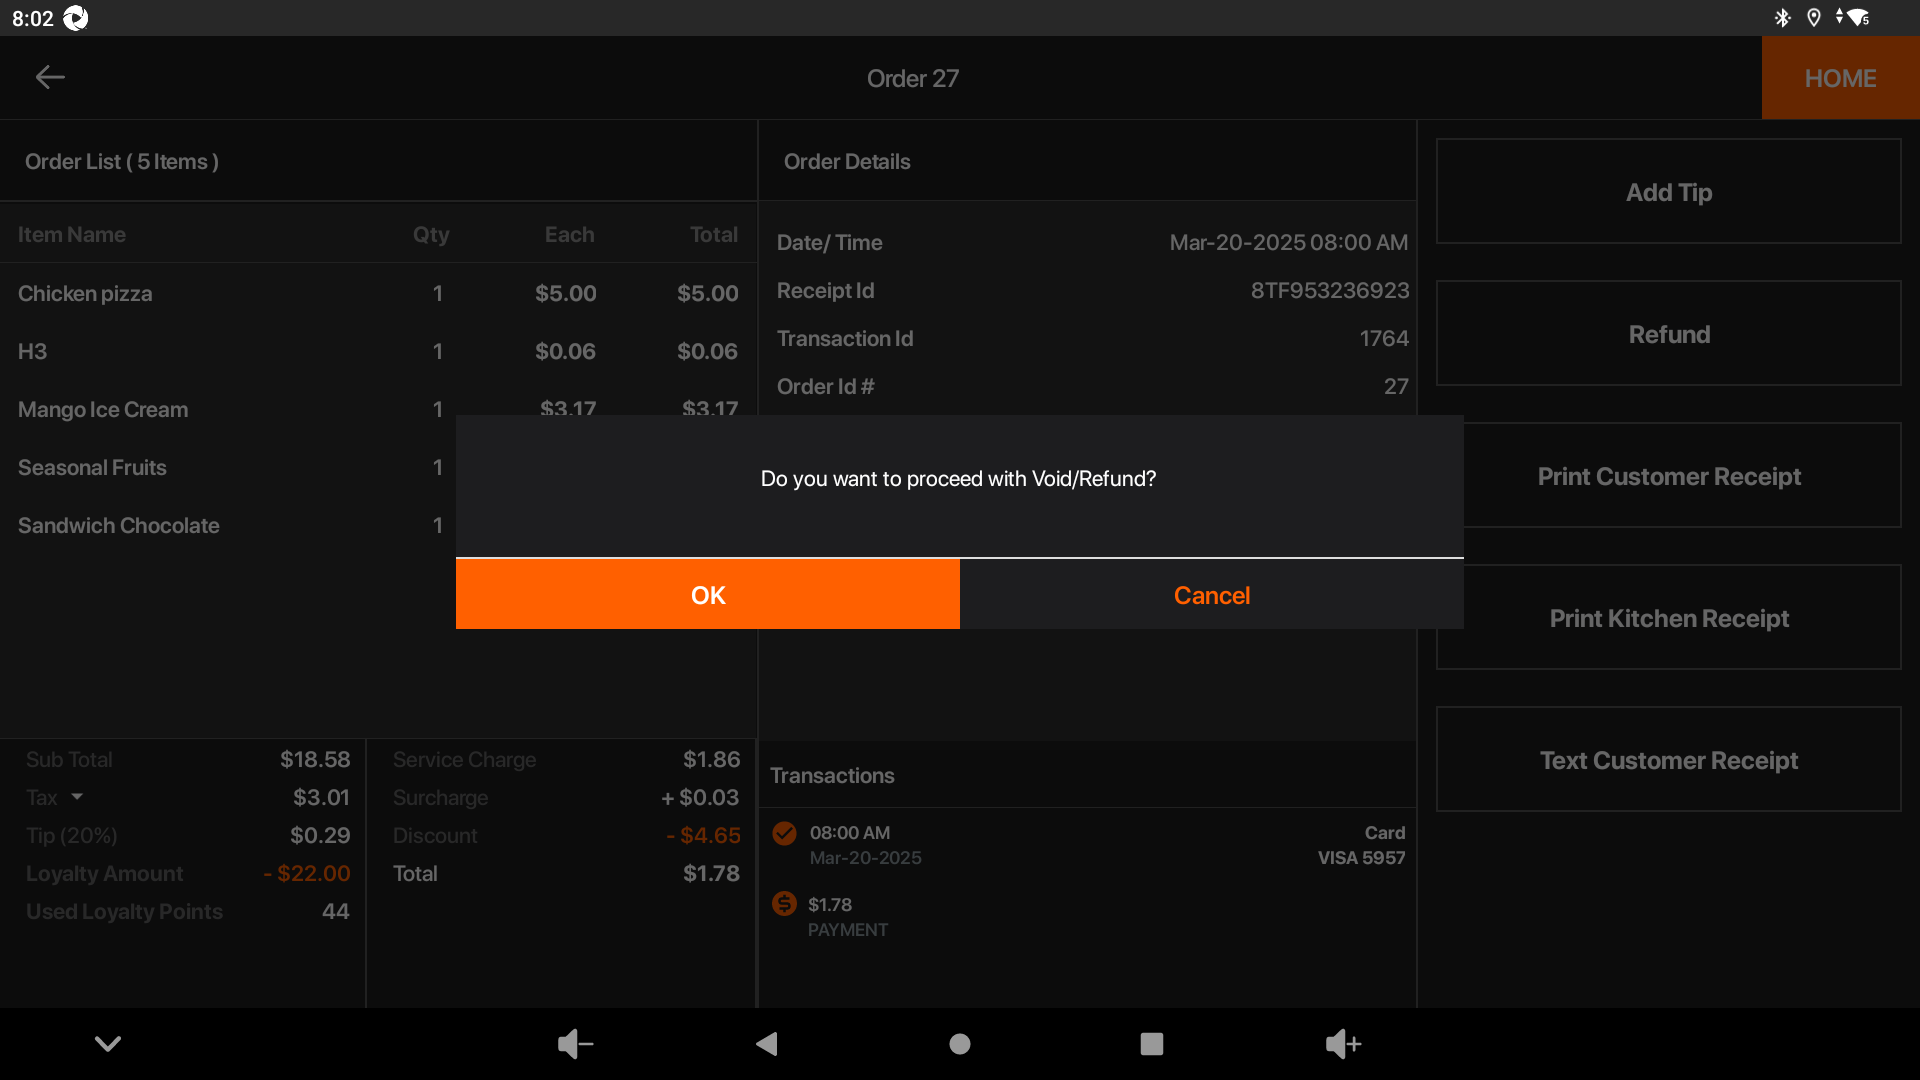 8:02
5
Order 27
HOME
Order List ( 5 Items )
Item Name Qty Each Total
Chicken pizza 1 $5.00 $5.00
H3 1 $0.06 $0.06
Mango Ice Cream 1 $3.17 $3.17
Seasonal Fruits 1
Sandwich Chocolate 1
Order Details
Date/ Time Mar-20-2025 08:00 AM
Receipt Id 8TF953236923
Transaction Id 1764
Order Id # 27
Do you want to proceed with Void/Refund?
OK
Cancel
Add Tip
Refund
Print Customer Receipt
Print Kitchen Receipt
Text Customer Receipt
Sub Total $18.58
Tax $3.01
Tip (20%) $0.29
Loyalty Amount - $22.00
Used Loyalty Points 44
Service Charge $1.86
Surcharge + $0.03
Discount - $4.65
Total $1.78
Transactions
08:00 AM Card
Mar-20-2025 VISA 5957
$1.78
PAYMENT